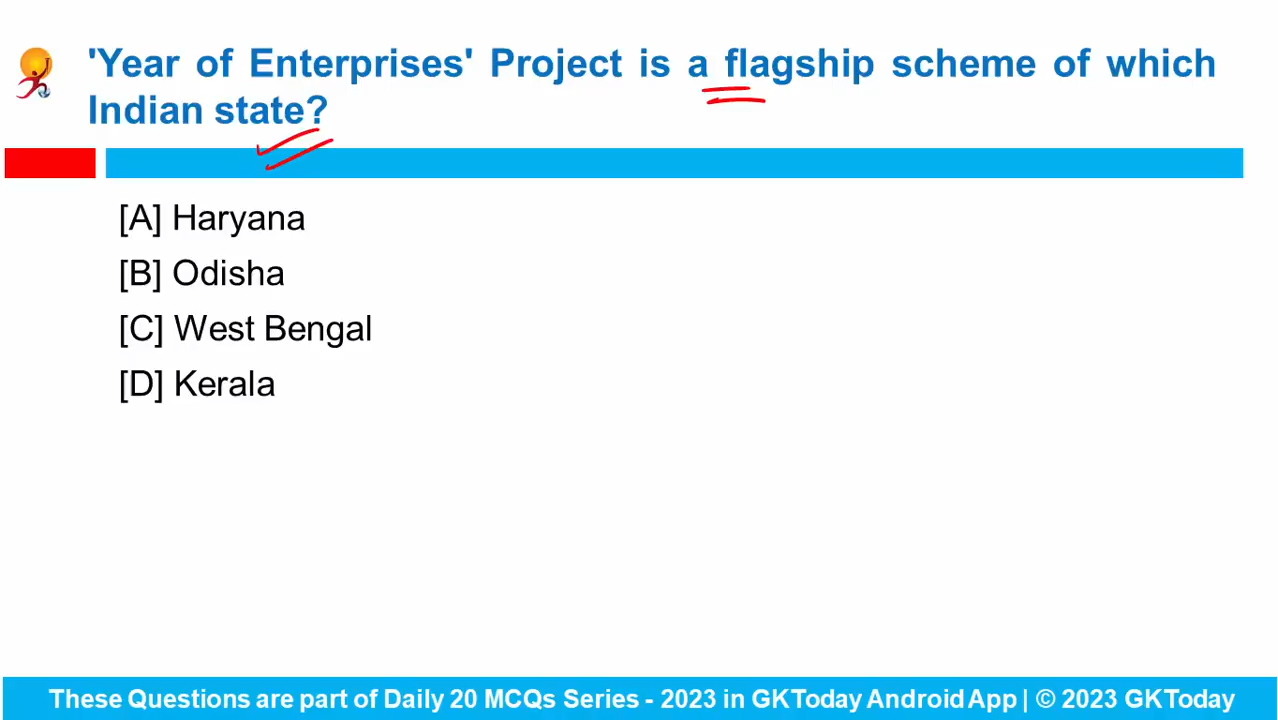 'Year of Enterprises' Project is a flagship scheme of which
Indian state?
[A] Haryana
[B] Odisha
[C] West Bengal
[D] Kerala
These Questions are part of Daily 20 MCQs Series - 2023 in GKToday Android App | © 2023 GKToday